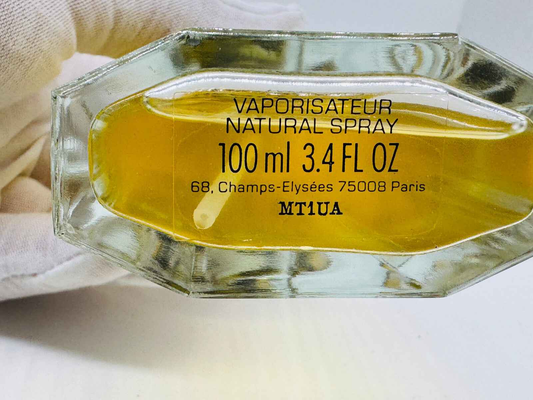 VAPORISATEUR
NATURAL SPRAY
100 ml 3.4 FL OZ
68, Champs-Elysées 75008 Paris
MT1UA